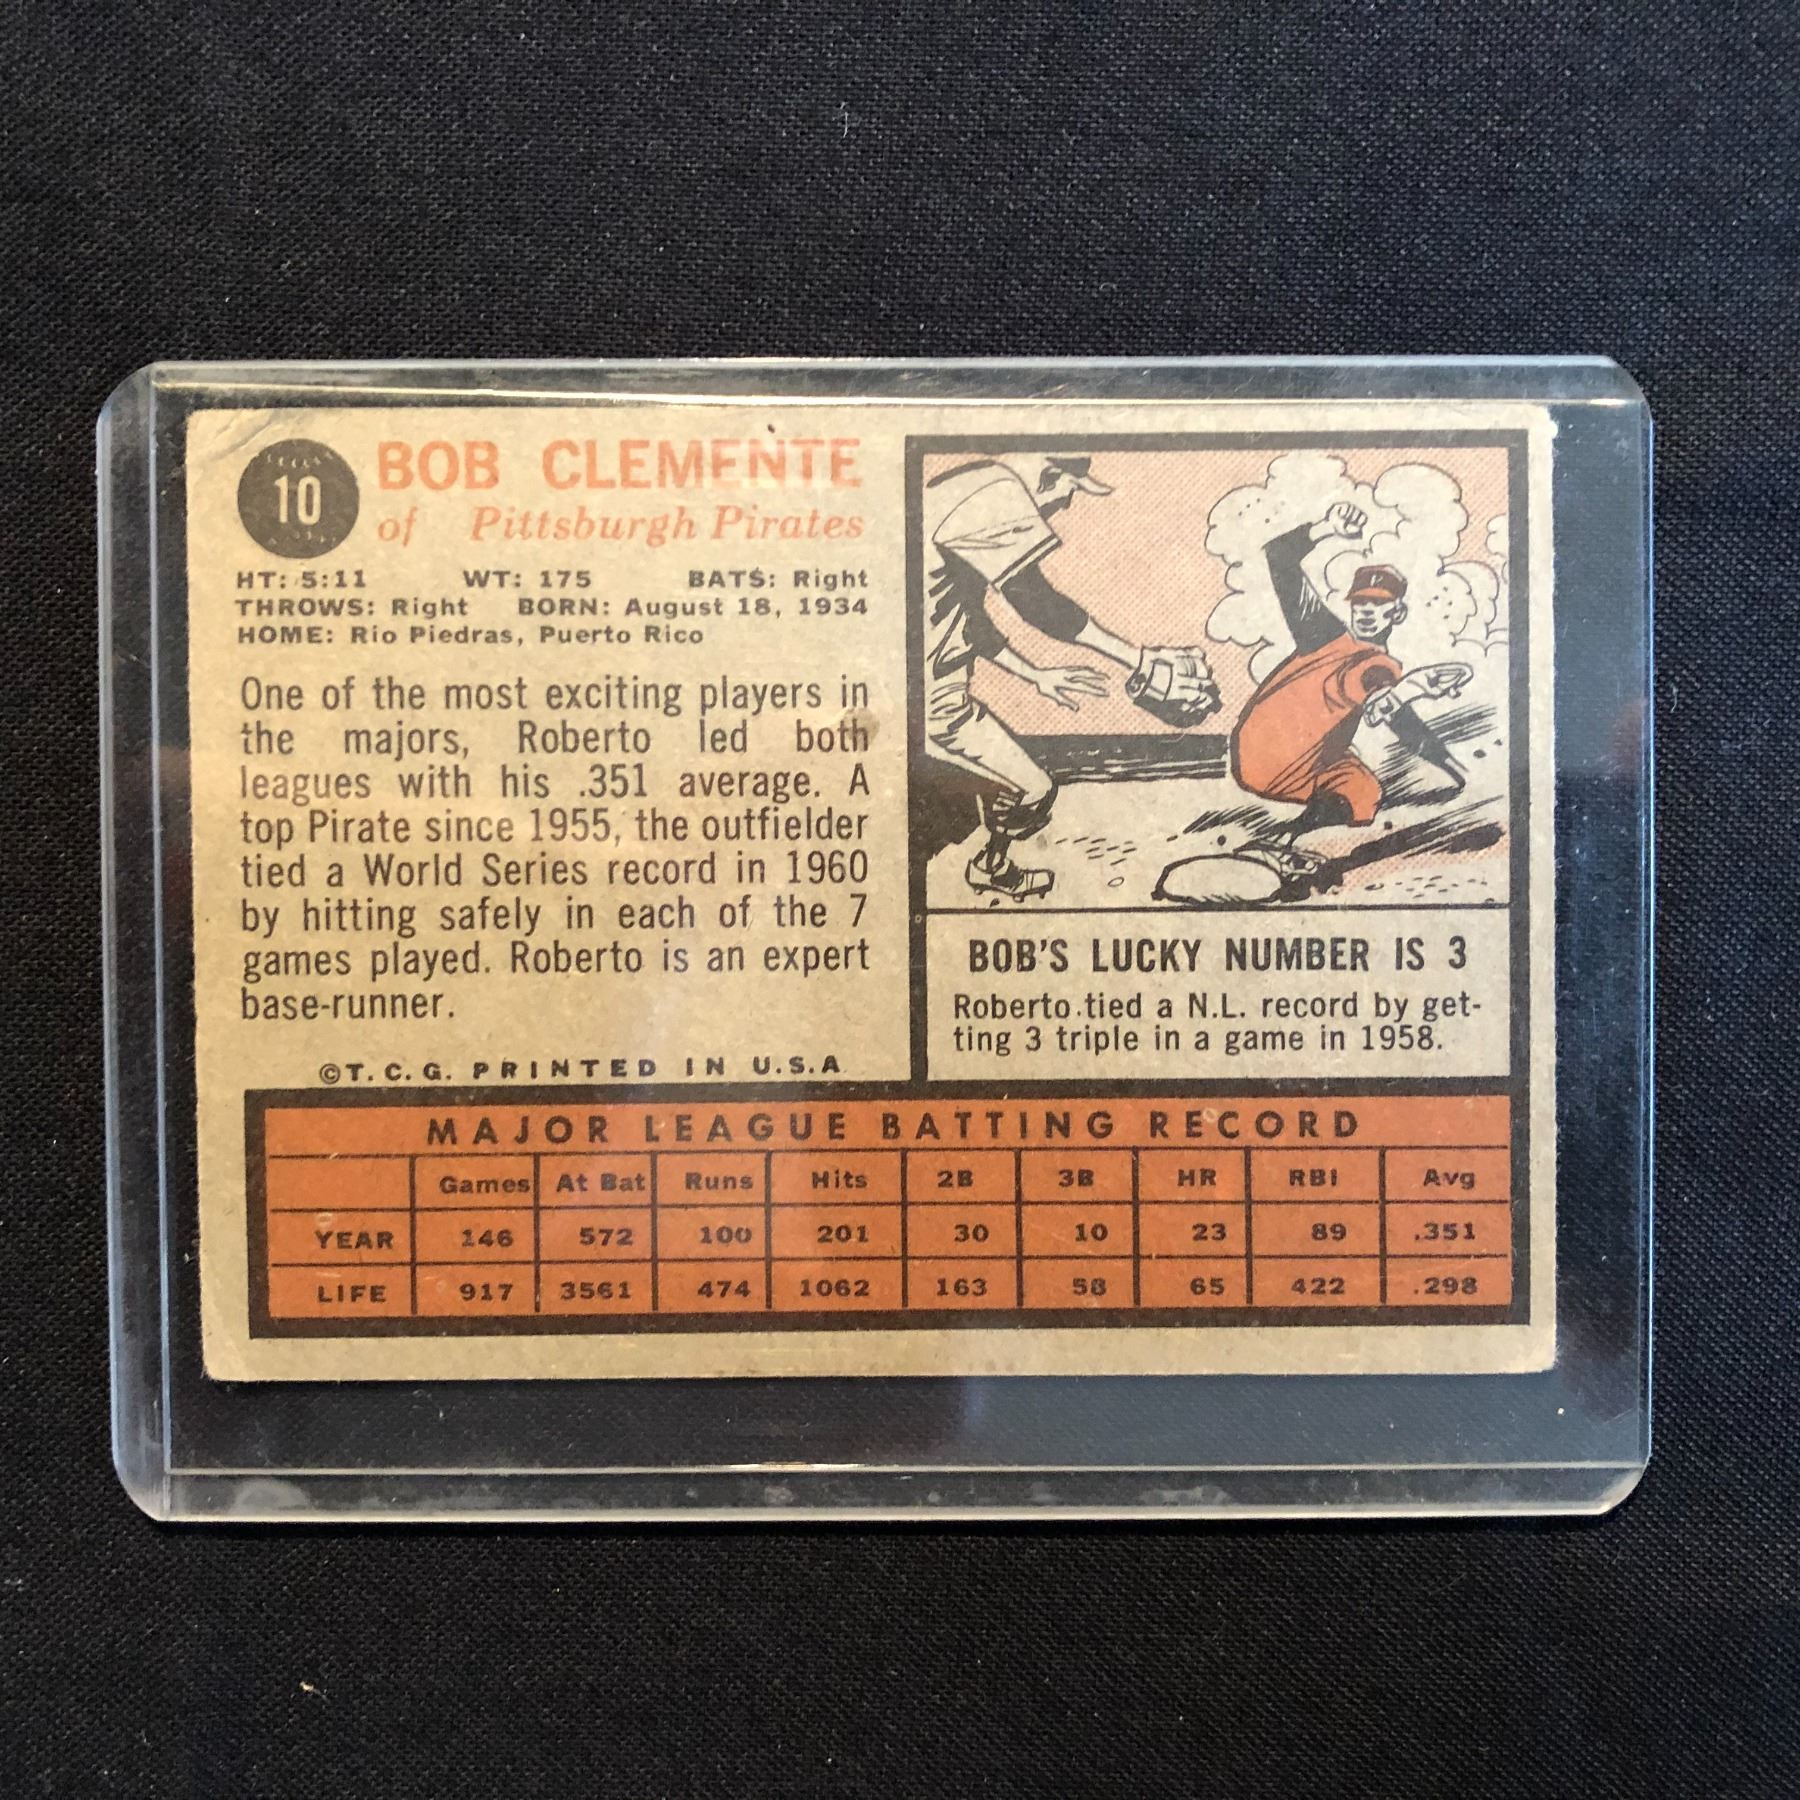 10
BOB CLEMENTE
of Pittsburgh Pirates
HT: 5:11 WT: 175 BATS: Right
THROWS: Right BORN: August 18, 1934
HOME: Rio Piedras, Puerto Rico
One of the most exciting players in
the majors, Roberto led both
leagues with his .351 average. A
top Pirate since 1955, the outfielder
tied a World Series record in 1960
by hitting safely in each of the 7
games played. Roberto is an expert
base-runner.
©T. C. G. PRINTED IN U.S.A
BOB'S LUCKY NUMBER IS 3
Roberto tied a N.L. record by get-
ting 3 triple in a game in 1958.
MAJOR LEAGUE BATTING RECORD
Games At Bat Runs Hits 2B 3B HR RBI Avg
YEAR 146 572 100 201 30 10 23 89 .351
LIFE 917 3561 474 1062 163 58 65 422 .298